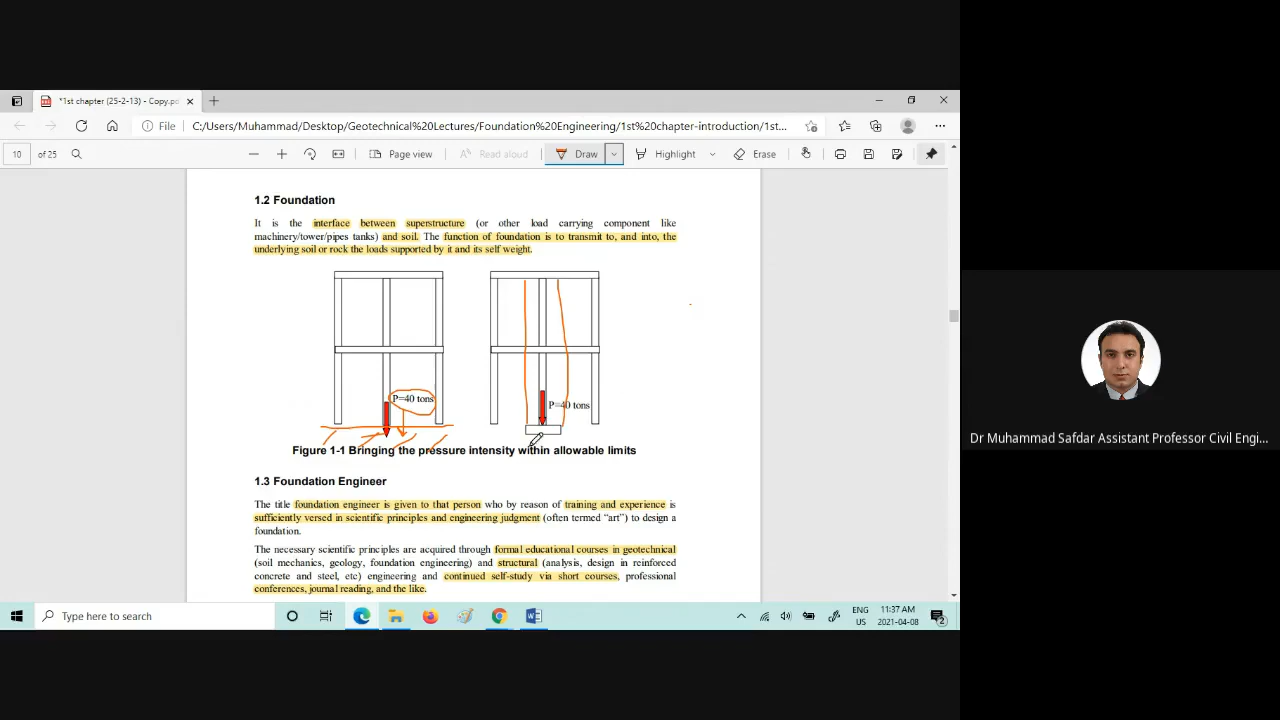 *1st chapter (25-2-13) - Copy.pd
File C:/Users/Muhammad/Desktop/Geotechnical%20Lectures/Foundation%20Engineering/1st%20chapter-introduction/1st...
10 of 25 Page view Read aloud Draw Highlight Erase
1.2 Foundation
It is the interface between superstructure (or other load carrying component like
machinery/tower/pipes tanks) and soil. The function of foundation is to transmit to, and into, the
underlying soil or rock the loads supported by it and its self weight.
P=40 tons P=40 tons
Figure 1-1 Bringing the pressure intensity within allowable limits
1.3 Foundation Engineer
The title foundation engineer is given to that person who by reason of training and experience is
sufficiently versed in scientific principles and engineering judgment (often termed “art”) to design a
foundation.
The necessary scientific principles are acquired through formal educational courses in geotechnical
(soil mechanics, geology, foundation engineering) and structural (analysis, design in reinforced
concrete and steel, etc) engineering and continued self-study via short courses, professional
conferences, journal reading, and the like.
Dr Muhammad Safdar Assistant Professor Civil Engi...
Type here to search
ENG
US
11:37 AM
2021-04-08
2